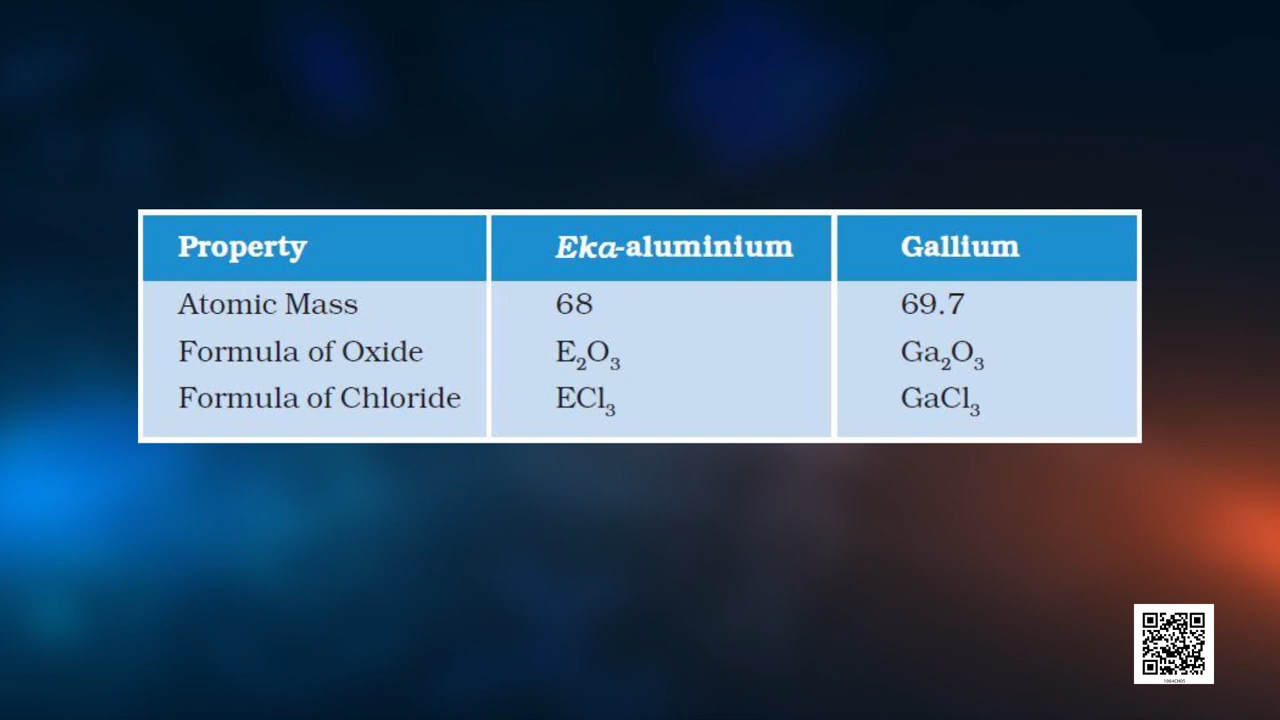 Property Eka-aluminium Gallium
Atomic Mass 68 69.7
Formula of Oxide E₂O₃ Ga₂O₃
Formula of Chloride ECl₃ GaCl₃